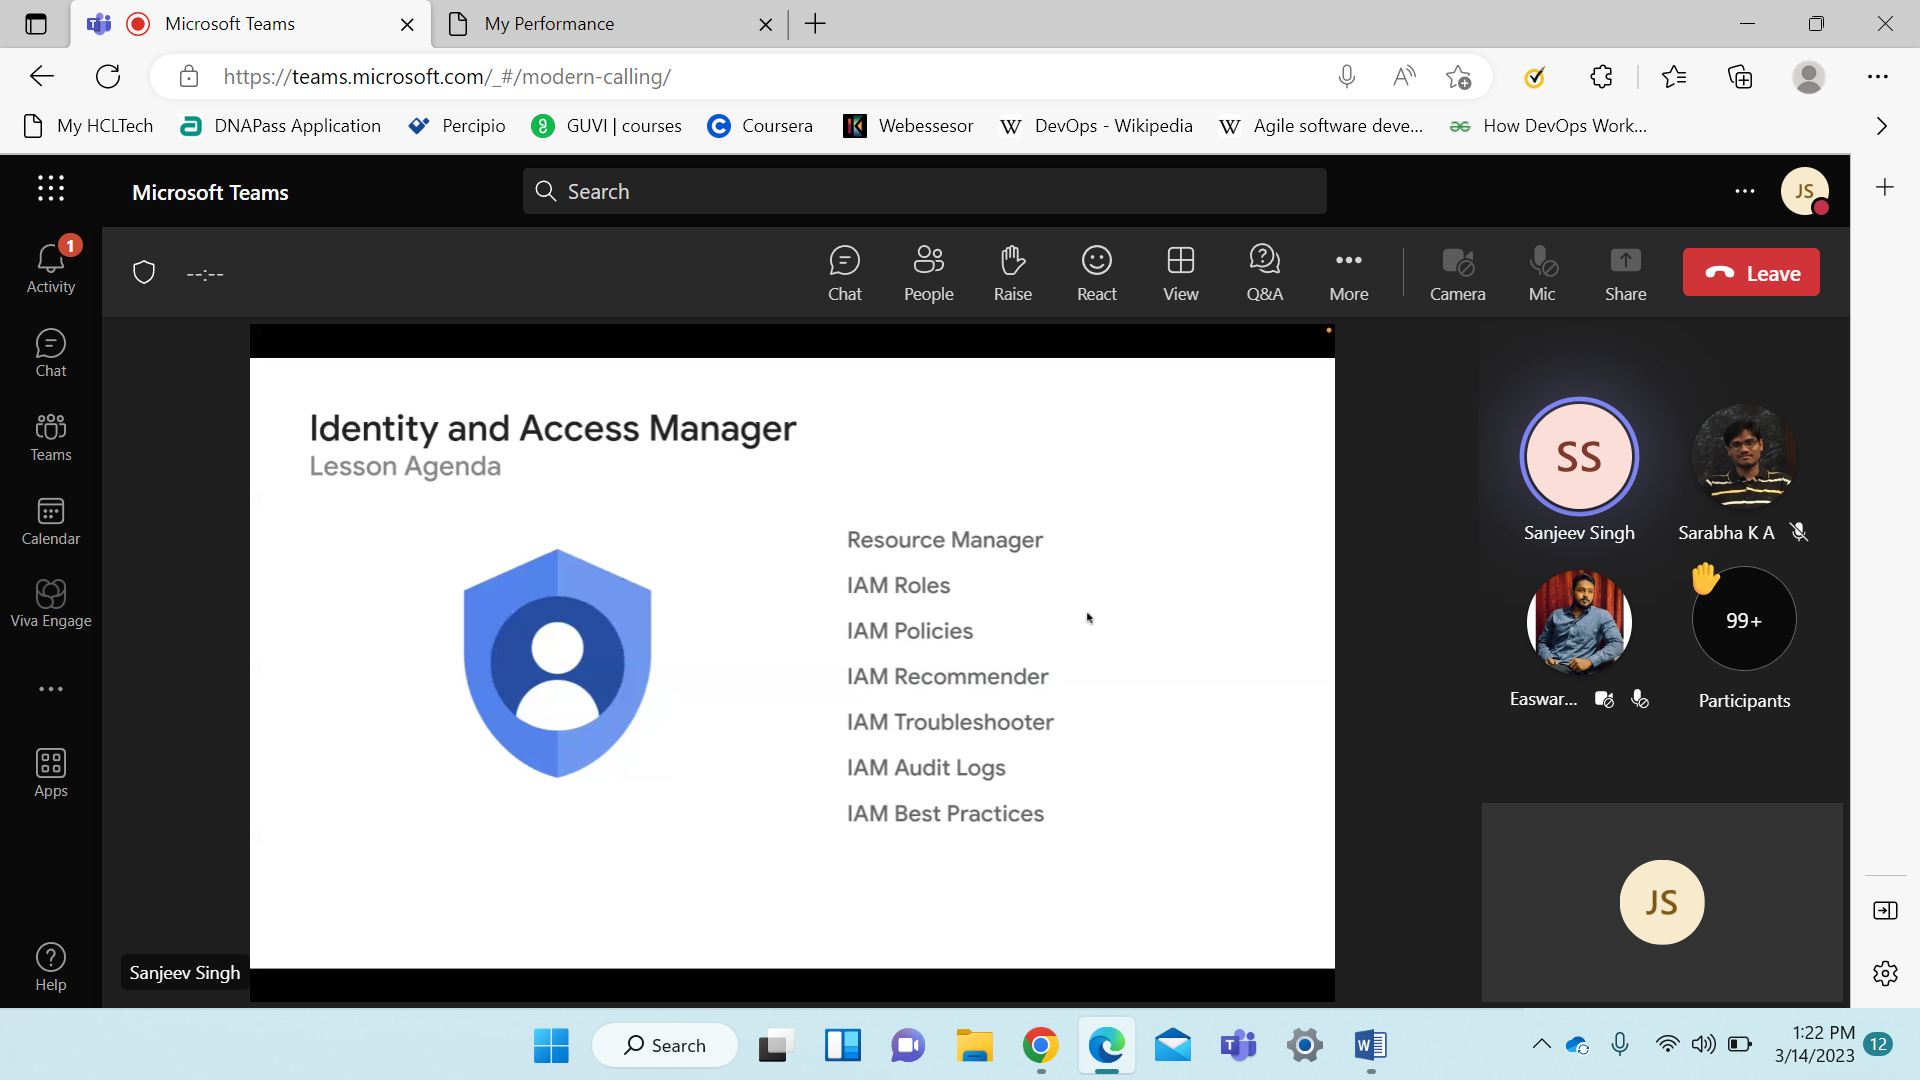 Microsoft Teams
My Performance
https://teams.microsoft.com/_#/modern-calling/
My HCLTech
DNAPass Application
Percipio
GUVI | courses
Coursera
Webessesor
DevOps - Wikipedia
Agile software deve...
How DevOps Work...
Microsoft Teams
Search
JS
1
Activity
Chat
Teams
Calendar
Viva Engage
Apps
Help
--:--
Chat
People
Raise
React
View
Q&A
More
Camera
Mic
Share
Leave
Identity and Access Manager
Lesson Agenda
Resource Manager
IAM Roles
IAM Policies
IAM Recommender
IAM Troubleshooter
IAM Audit Logs
IAM Best Practices
Sanjeev Singh
SS
Sanjeev Singh
Sarabha K A
Easwar...
99+
Participants
JS
Search
1:22 PM
3/14/2023
12